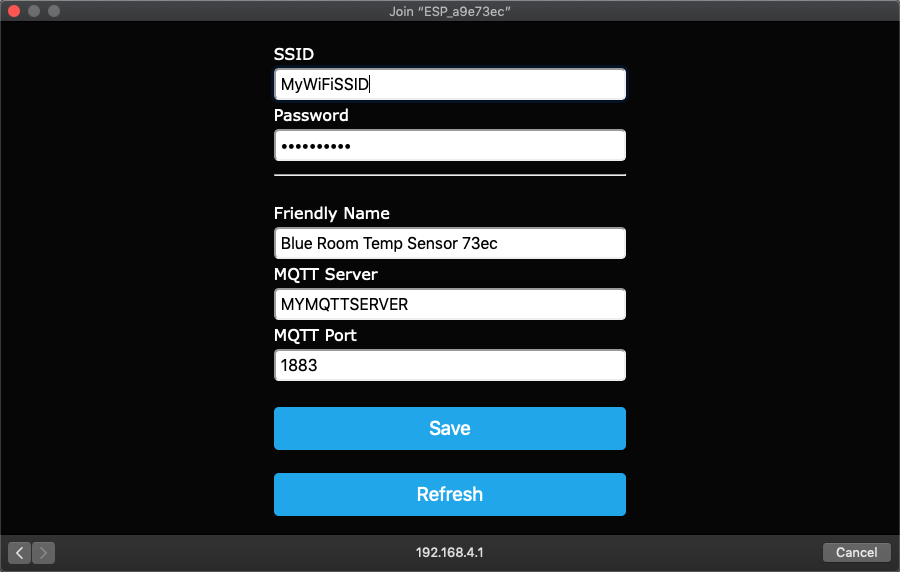 Join “ESP_a9e73ec”
SSID
MyWiFiSSID
Password
••••••••••
Friendly Name
Blue Room Temp Sensor 73ec
MQTT Server
MYMQTTSERVER
MQTT Port
1883
Save
Refresh
192.168.4.1
Cancel